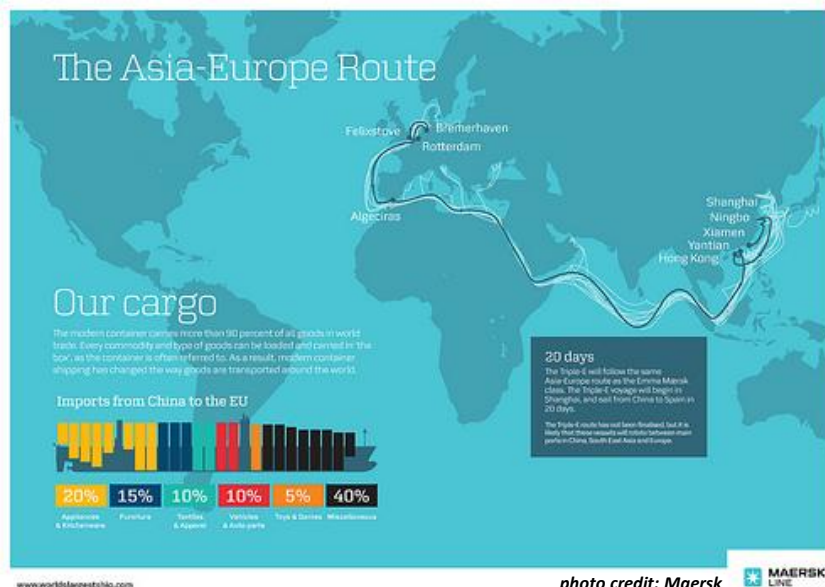 The Asia-Europe Route
Felixstowe
Bremerhaven
Rotterdam
Algeciras
Shanghai
Ningbo
Xiamen
Yantian
Hong Kong
Our cargo
The modern container carries more than 90 percent of all goods in world
trade. Every commodity and type of goods can be loaded and carried in 'the
box', as the container is often referred to. As a result, modern container
shipping has changed the way goods are transported around the world.
Imports from China to the EU
20% 15% 10% 10% 5% 40%
Appliances & Kitchenware
Furniture
Textiles & Apparel
Vehicles & Auto parts
Toys & Games
Miscellaneous
20 days
The Triple-E will follow the same
Asia-Europe route as the Emma Mærsk
class. The Triple-E voyage will begin in
Shanghai, and sail from China to Spain in
20 days.
The Triple-E route has not been finalised, but it is
likely that these vessels will rotate between main
ports in China, South East Asia and Europe.
www.worldslargestship.com
photo credit: Maersk
MAERSK
LINE